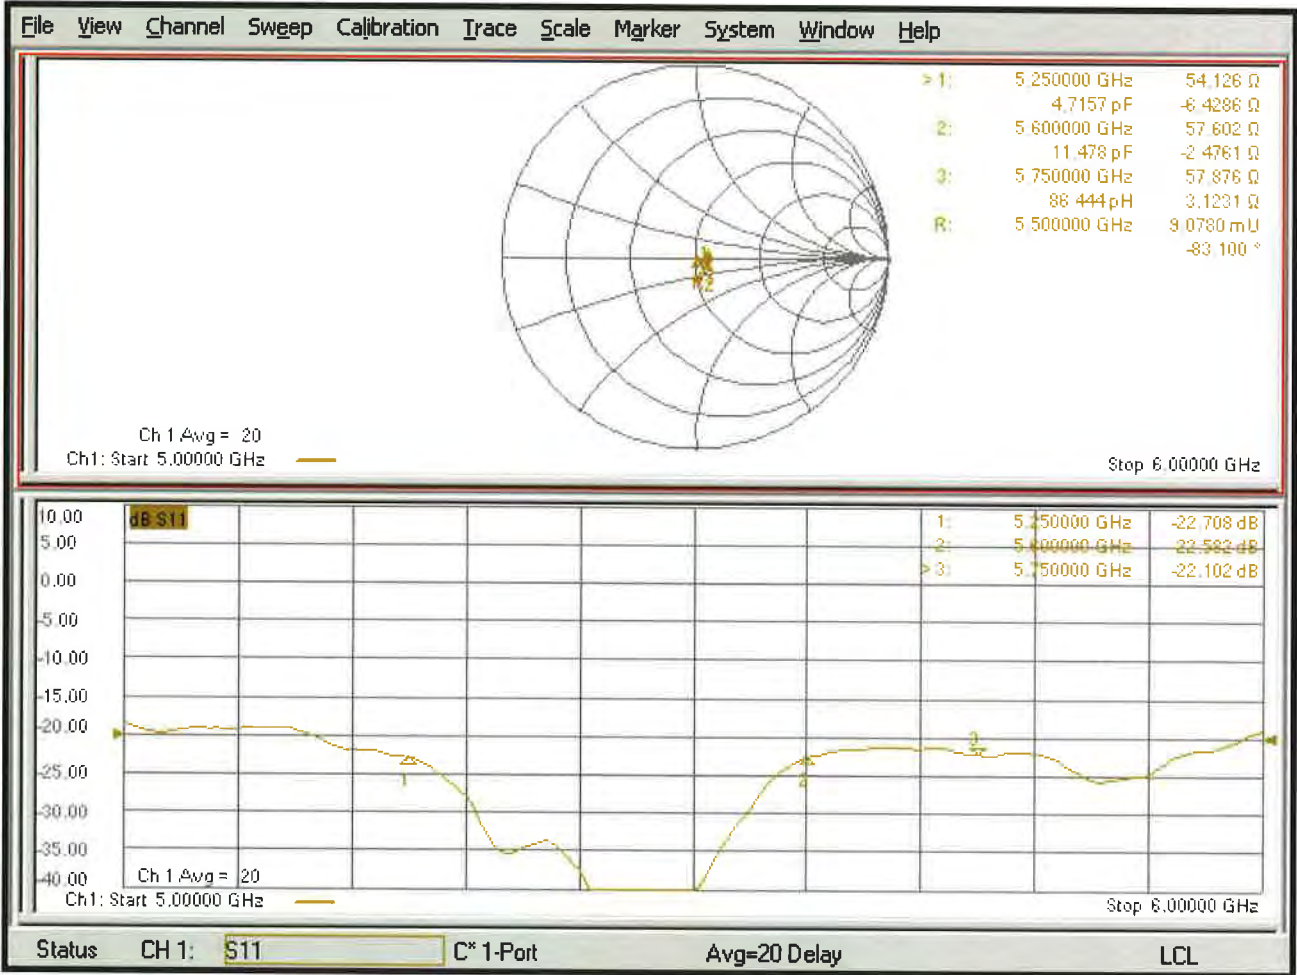 File View Channel Sweep Calibration Trace Scale Marker System Window Help
> 1: 5.250000 GHz 54.126 Ω
4.7157 pF -6.4286 Ω
2: 5.600000 GHz 57.602 Ω
11.478 pF -2.4761 Ω
3: 5.750000 GHz 57.876 Ω
86.444 pH 3.1231 Ω
R: 5.500000 GHz 9.0780 mU
-83.100 °
2
Ch 1 Avg = 20
Ch1: Start 5.00000 GHz
Stop 6.00000 GHz
10.00
dB S11
1: 5.250000 GHz -22.708 dB
5.00
2: 5.600000 GHz -22.582 dB
> 3: 5.750000 GHz -22.102 dB
0.00
-5.00
-10.00
-15.00
-20.00
3
-25.00
1
2
-30.00
-35.00
-40.00
Ch 1 Avg = 20
Ch1: Start 5.00000 GHz
Stop 6.00000 GHz
Status CH 1: S11 C* 1-Port Avg=20 Delay LCL